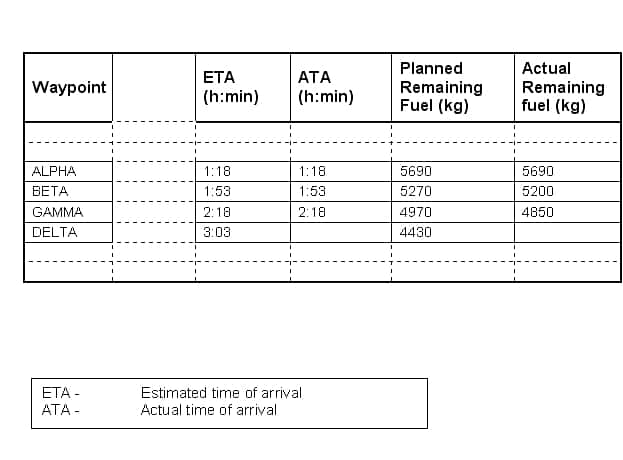 Waypoint ETA (h:min) ATA (h:min) Planned Remaining Fuel (kg) Actual Remaining fuel (kg)
ALPHA 1:18 1:18 5690 5690
BETA 1:53 1:53 5270 5200
GAMMA 2:18 2:18 4970 4850
DELTA 3:03 4430
ETA - Estimated time of arrival
ATA - Actual time of arrival